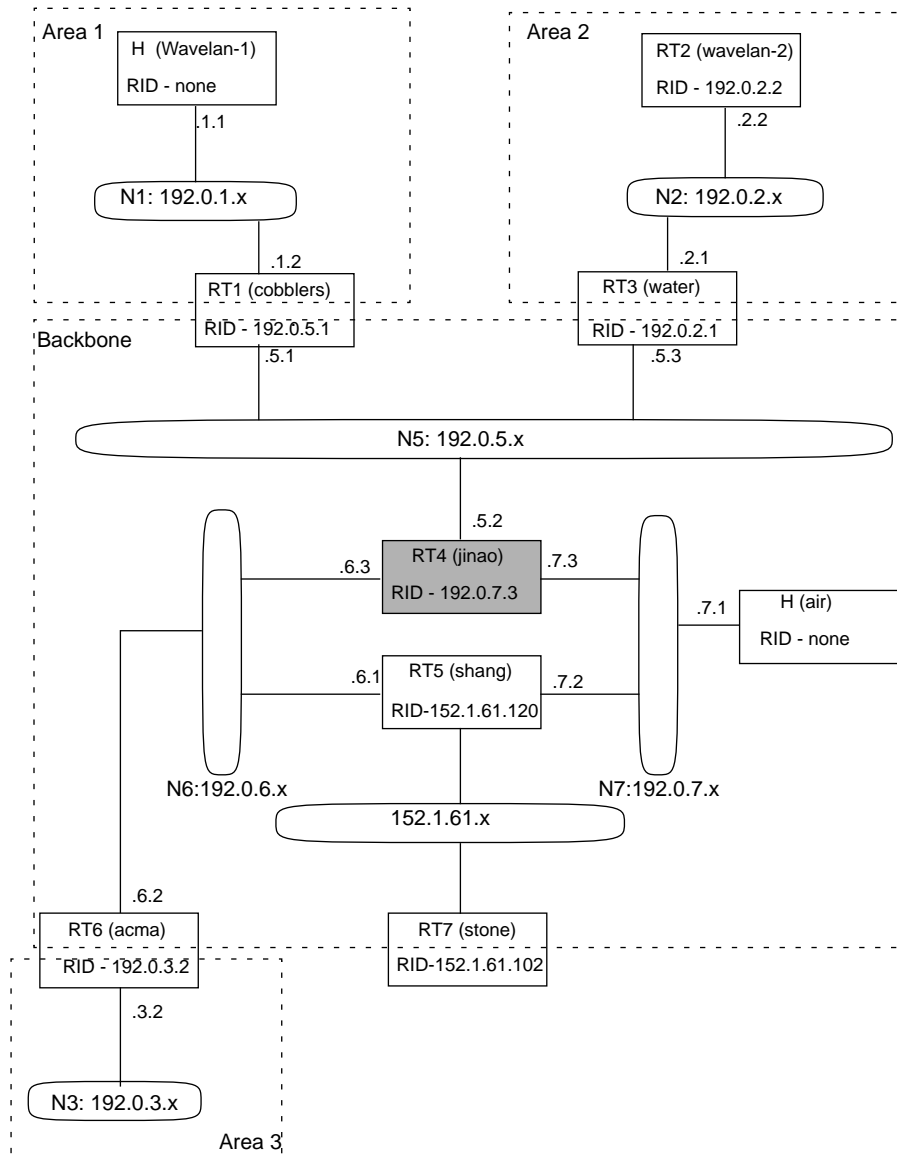 Area 1
H (Wavelan-1)
RID - none
.1.1
N1: 192.0.1.x
.1.2
RT1 (cobblers)
RID - 192.0.5.1
.5.1
Area 2
RT2 (wavelan-2)
RID - 192.0.2.2
.2.2
N2: 192.0.2.x
.2.1
RT3 (water)
RID - 192.0.2.1
.5.3
Backbone
N5: 192.0.5.x
.5.2
.6.3
RT4 (jinao)
RID - 192.0.7.3
.7.3
.7.1
H (air)
RID - none
.6.1
RT5 (shang)
RID-152.1.61.120
.7.2
N6:192.0.6.x
N7:192.0.7.x
152.1.61.x
.6.2
RT6 (acma)
RID - 192.0.3.2
.3.2
RT7 (stone)
RID-152.1.61.102
N3: 192.0.3.x
Area 3